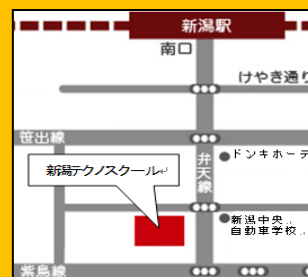 新潟駅
南口
けやき通り
笹出線
弁天線
ドンキホーテ
新潟テクノスクール
新潟中央
自動車学校
紫鳥線